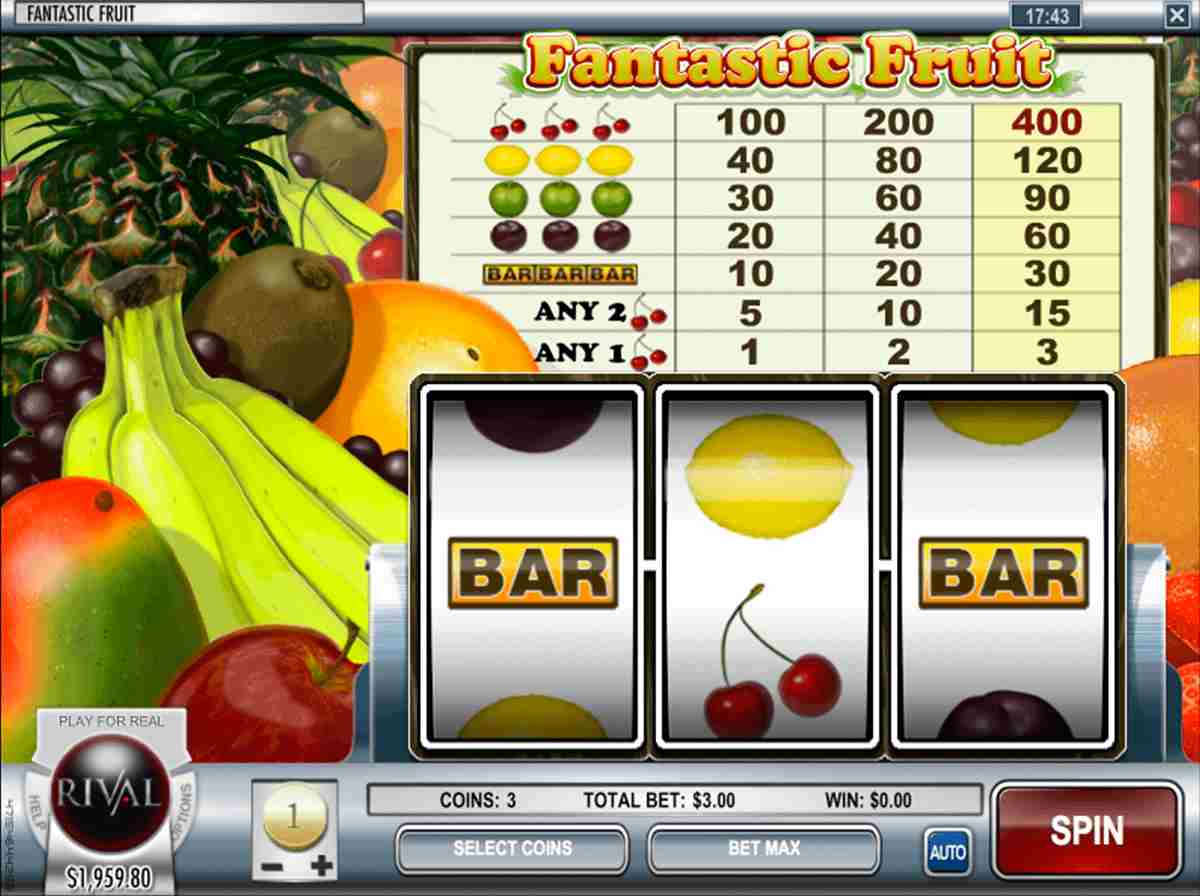 FANTASTIC FRUIT
17:43
Fantastic Fruit
100 200 400
40 80 120
30 60 90
20 40 60
BAR BAR BAR 10 20 30
ANY 2 5 10 15
ANY 1 1 2 3
BAR BAR
PLAY FOR REAL
RIVAL
HELP
OPTIONS
$1,959.80
1
COINS: 3 TOTAL BET: $3.00 WIN: $0.00
SELECT COINS BET MAX
AUTO
SPIN